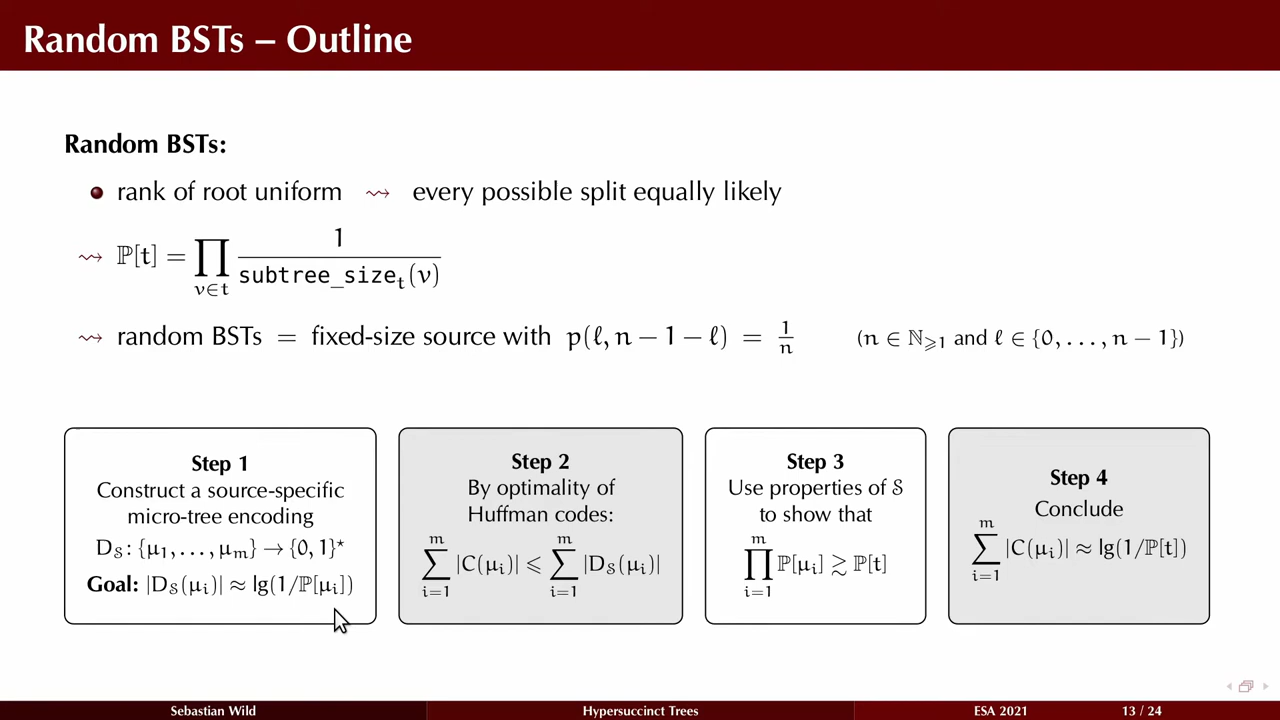 Random BSTs – Outline
Random BSTs:
rank of root uniform ⇝ every possible split equally likely
⇝ ℙ[t] = ∏_{v∈t} 1 / subtree_size_t(v)
⇝ random BSTs = fixed-size source with p(ℓ, n − 1 − ℓ) = 1/n (n ∈ ℕ⩾1 and ℓ ∈ {0, . . . , n − 1})
Step 1
Construct a source-specific
micro-tree encoding
D_𝒮 : {μ₁, . . . , μₘ} → {0, 1}*
Goal: |D_𝒮(μᵢ)| ≈ lg(1/ℙ[μᵢ])
Step 2
By optimality of
Huffman codes:
∑_{i=1}^{m} |C(μᵢ)| ⩽ ∑_{i=1}^{m} |D_𝒮(μᵢ)|
Step 3
Use properties of 𝒮
to show that
∏_{i=1}^{m} ℙ[μᵢ] ≳ ℙ[t]
Step 4
Conclude
∑_{i=1}^{m} |C(μᵢ)| ≈ lg(1/ℙ[t])
Sebastian Wild Hypersuccinct Trees ESA 2021 13 / 24